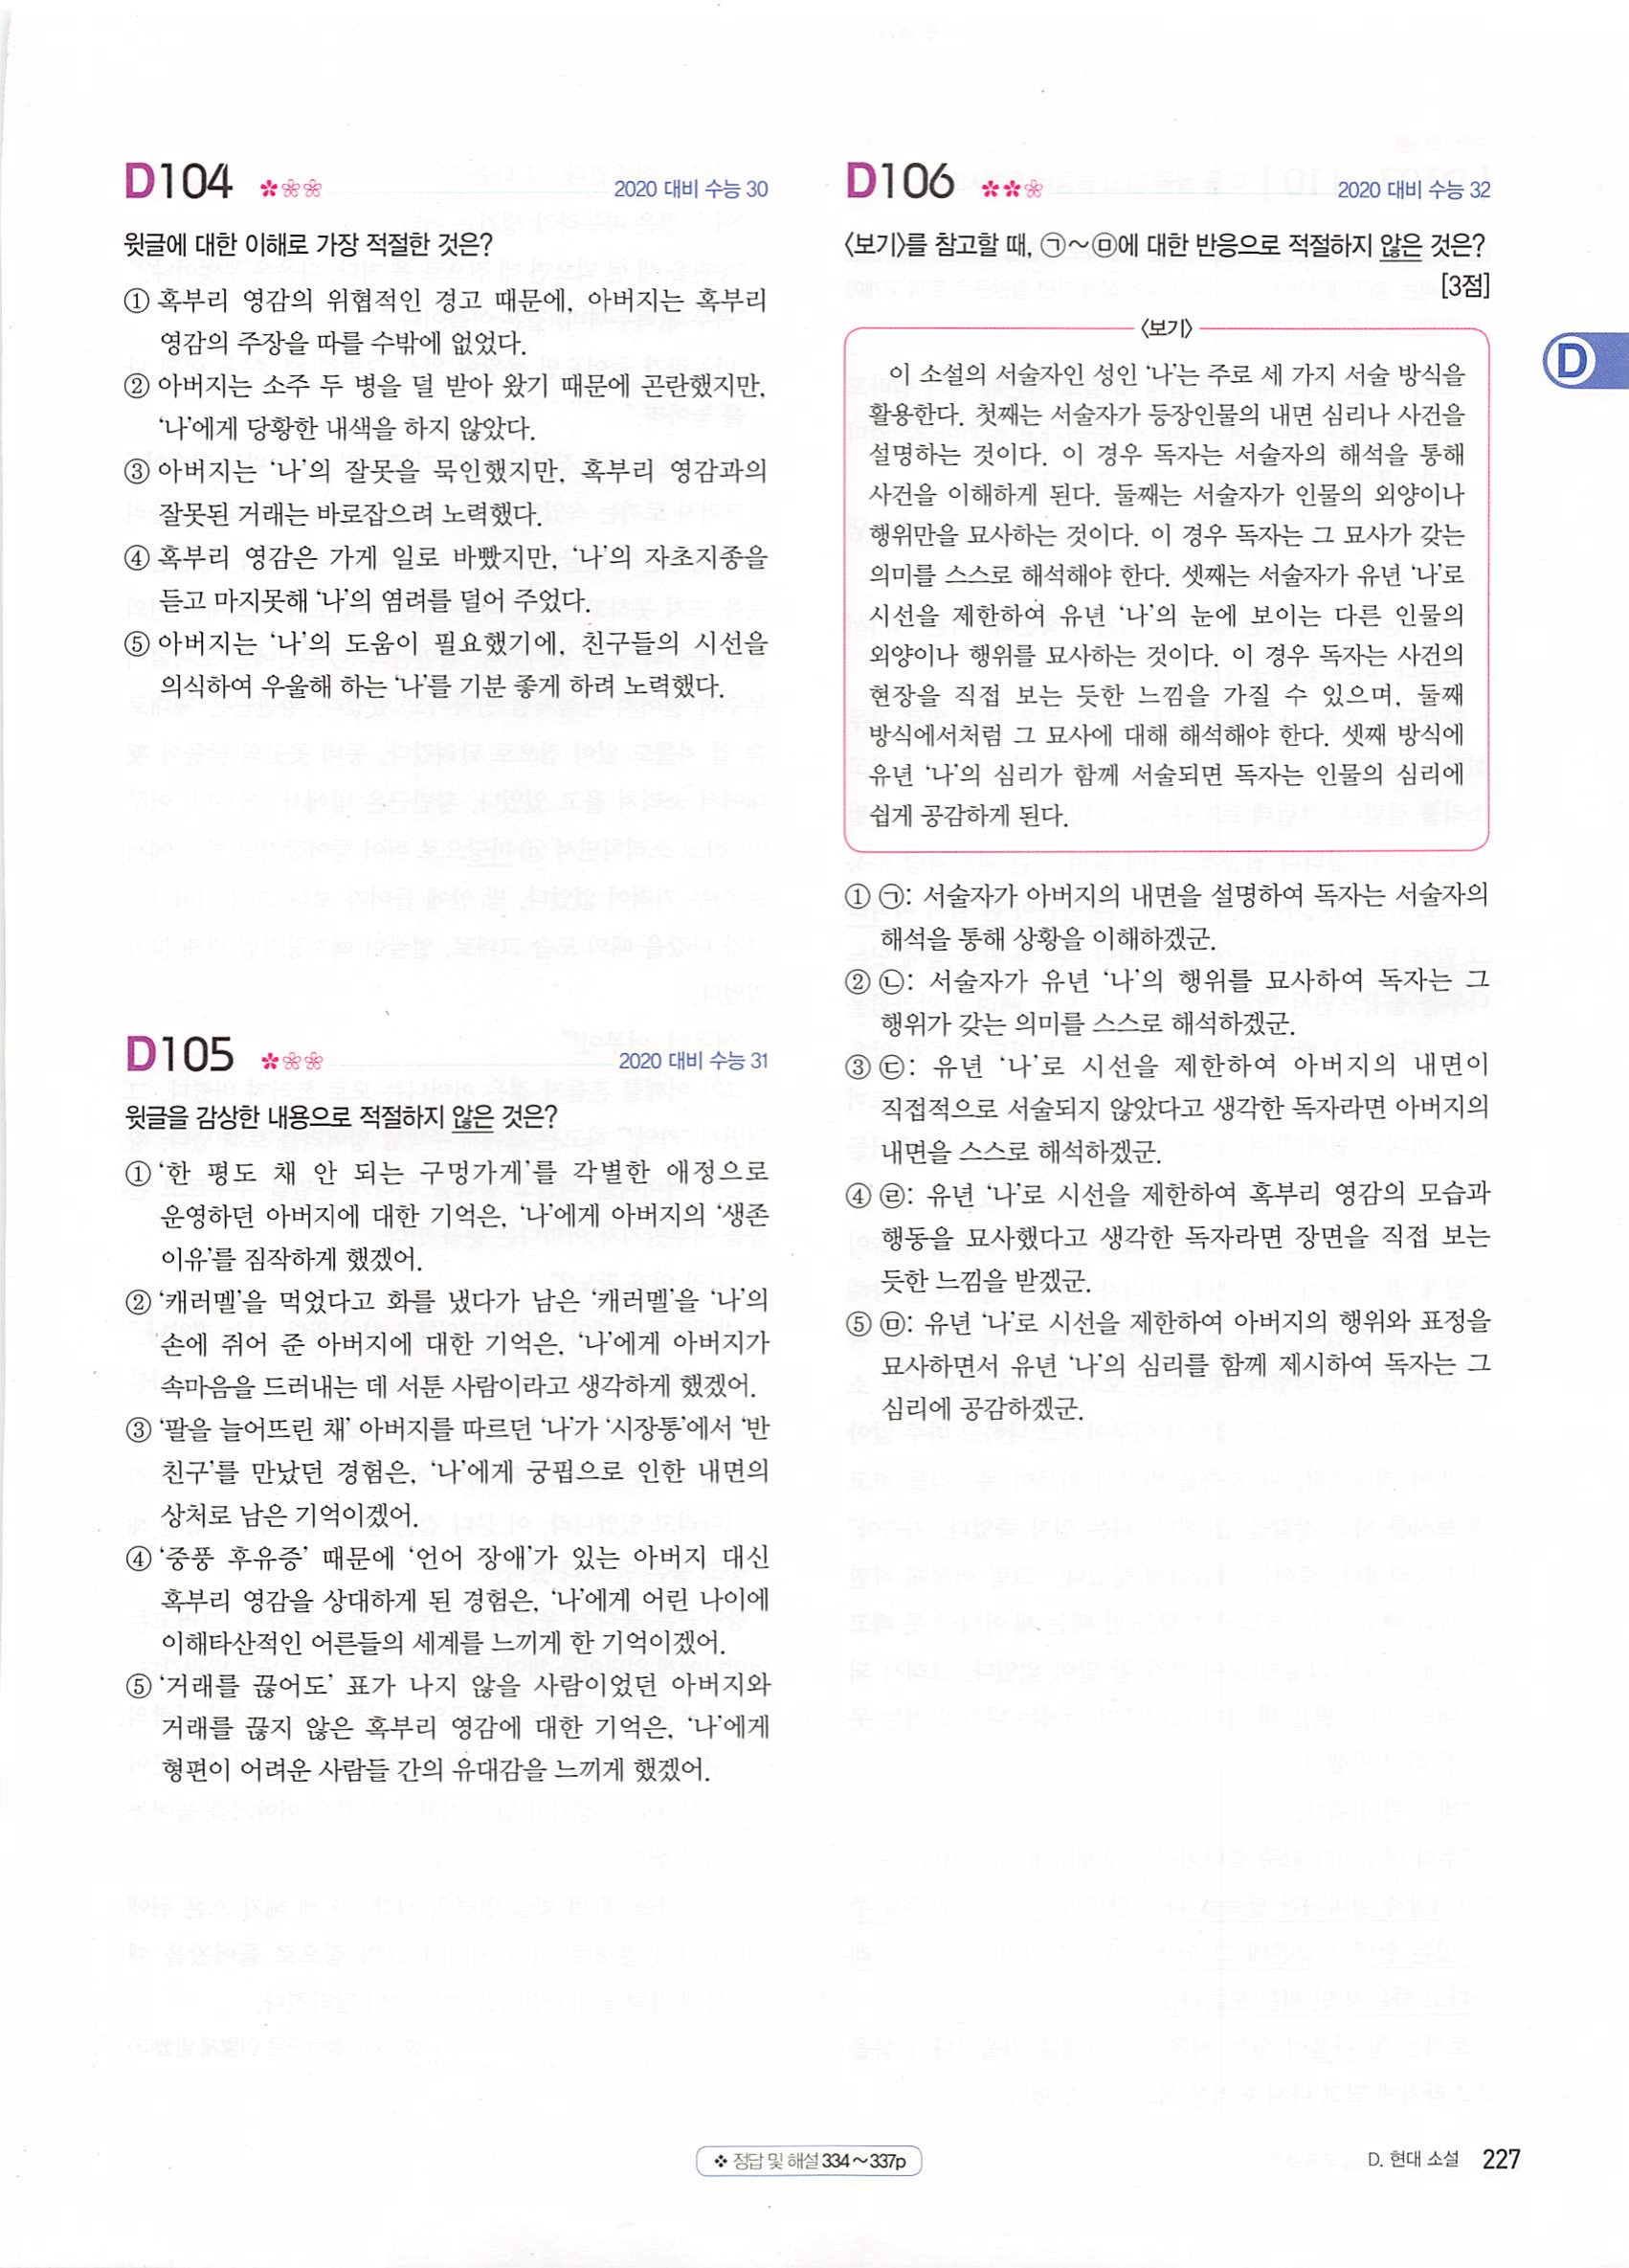 D104
2020 대비 수능 30
윗글에 대한 이해로 가장 적절한 것은?
① 혹부리 영감의 위협적인 경고 때문에, 아버지는 혹부리
영감의 주장을 따를 수밖에 없었다.
② 아버지는 소주 두 병을 덜 받아 왔기 때문에 곤란했지만,
‘나’에게 당황한 내색을 하지 않았다.
③ 아버지는 ‘나’의 잘못을 묵인했지만, 혹부리 영감과의
잘못된 거래는 바로잡으려 노력했다.
④ 혹부리 영감은 가게 일로 바빴지만, ‘나’의 자초지종을
듣고 마지못해 ‘나’의 염려를 덜어 주었다.
⑤ 아버지는 ‘나’의 도움이 필요했기에, 친구들의 시선을
의식하여 우울해 하는 ‘나’를 기분 좋게 하려 노력했다.
D105
2020 대비 수능 31
윗글을 감상한 내용으로 적절하지 않은 것은?
① ‘한 평도 채 안 되는 구멍가게’를 각별한 애정으로
운영하던 아버지에 대한 기억은, ‘나’에게 아버지의 ‘생존
이유’를 짐작하게 했겠어.
② ‘캐러멜’을 먹었다고 화를 냈다가 남은 ‘캐러멜’을 ‘나’의
손에 쥐어 준 아버지에 대한 기억은, ‘나’에게 아버지가
속마음을 드러내는 데 서툰 사람이라고 생각하게 했겠어.
③ ‘팔을 늘어뜨린 채’ 아버지를 따르던 ‘나’가 ‘시장통’에서 ‘반
친구’를 만났던 경험은, ‘나’에게 궁핍으로 인한 내면의
상처로 남은 기억이겠어.
④ ‘중풍 후유증’ 때문에 ‘언어 장애’가 있는 아버지 대신
혹부리 영감을 상대하게 된 경험은, ‘나’에게 어린 나이에
이해타산적인 어른들의 세계를 느끼게 한 기억이겠어.
⑤ ‘거래를 끊어도’ 표가 나지 않을 사람이었던 아버지와
거래를 끊지 않은 혹부리 영감에 대한 기억은, ‘나’에게
형편이 어려운 사람들 간의 유대감을 느끼게 했겠어.
D106
2020 대비 수능 32
〈보기〉를 참고할 때, ㉠~㉤에 대한 반응으로 적절하지 않은 것은?
[3점]
〈보기〉
이 소설의 서술자인 성인 ‘나’는 주로 세 가지 서술 방식을
활용한다. 첫째는 서술자가 등장인물의 내면 심리나 사건을
설명하는 것이다. 이 경우 독자는 서술자의 해석을 통해
사건을 이해하게 된다. 둘째는 서술자가 인물의 외양이나
행위만을 묘사하는 것이다. 이 경우 독자는 그 묘사가 갖는
의미를 스스로 해석해야 한다. 셋째는 서술자가 유년 ‘나’로
시선을 제한하여 유년 ‘나’의 눈에 보이는 다른 인물의
외양이나 행위를 묘사하는 것이다. 이 경우 독자는 사건의
현장을 직접 보는 듯한 느낌을 가질 수 있으며, 둘째
방식에서처럼 그 묘사에 대해 해석해야 한다. 셋째 방식에
유년 ‘나’의 심리가 함께 서술되면 독자는 인물의 심리에
쉽게 공감하게 된다.
① ㉠: 서술자가 아버지의 내면을 설명하여 독자는 서술자의
해석을 통해 상황을 이해하겠군.
② ㉡: 서술자가 유년 ‘나’의 행위를 묘사하여 독자는 그
행위가 갖는 의미를 스스로 해석하겠군.
③ ㉢: 유년 ‘나’로 시선을 제한하여 아버지의 내면이
직접적으로 서술되지 않았다고 생각한 독자라면 아버지의
내면을 스스로 해석하겠군.
④ ㉣: 유년 ‘나’로 시선을 제한하여 혹부리 영감의 모습과
행동을 묘사했다고 생각한 독자라면 장면을 직접 보는
듯한 느낌을 받겠군.
⑤ ㉤: 유년 ‘나’로 시선을 제한하여 아버지의 행위와 표정을
묘사하면서 유년 ‘나’의 심리를 함께 제시하여 독자는 그
심리에 공감하겠군.
D
❖ 정답 및 해설 334~337p
D. 현대 소설 227